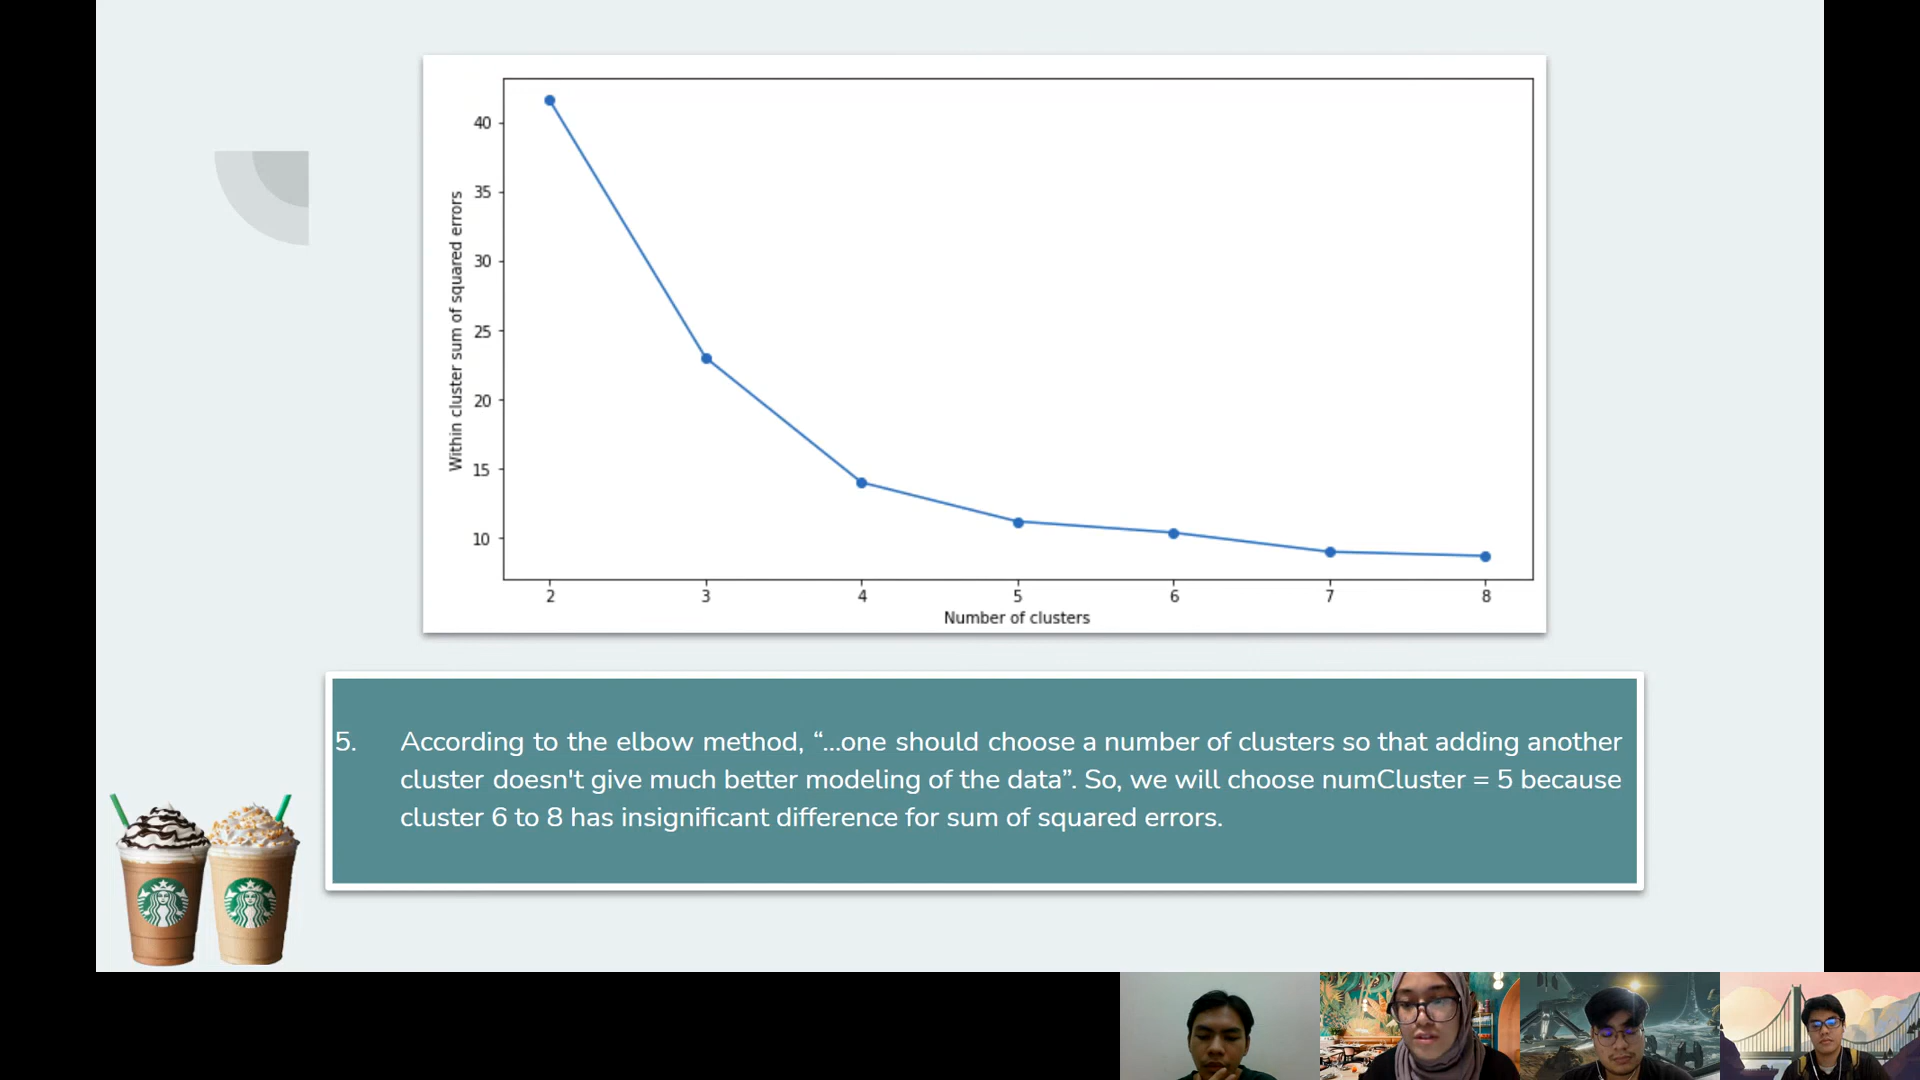 40
35
30
25
20
15
10
Within cluster sum of squared errors
2 3 4 5 6 7 8
Number of clusters
5. According to the elbow method, “...one should choose a number of clusters so that adding another
cluster doesn't give much better modeling of the data”. So, we will choose numCluster = 5 because
cluster 6 to 8 has insignificant difference for sum of squared errors.